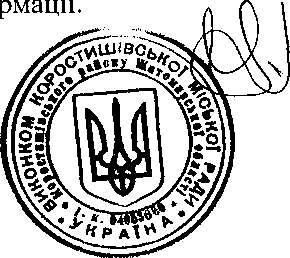 рмації.
ВИКОНКОМ КОРОСТИШІВСЬКОЇ МІСЬКОЇ РАДИ
Коростишівського району Житомирської області
УКРАЇНА